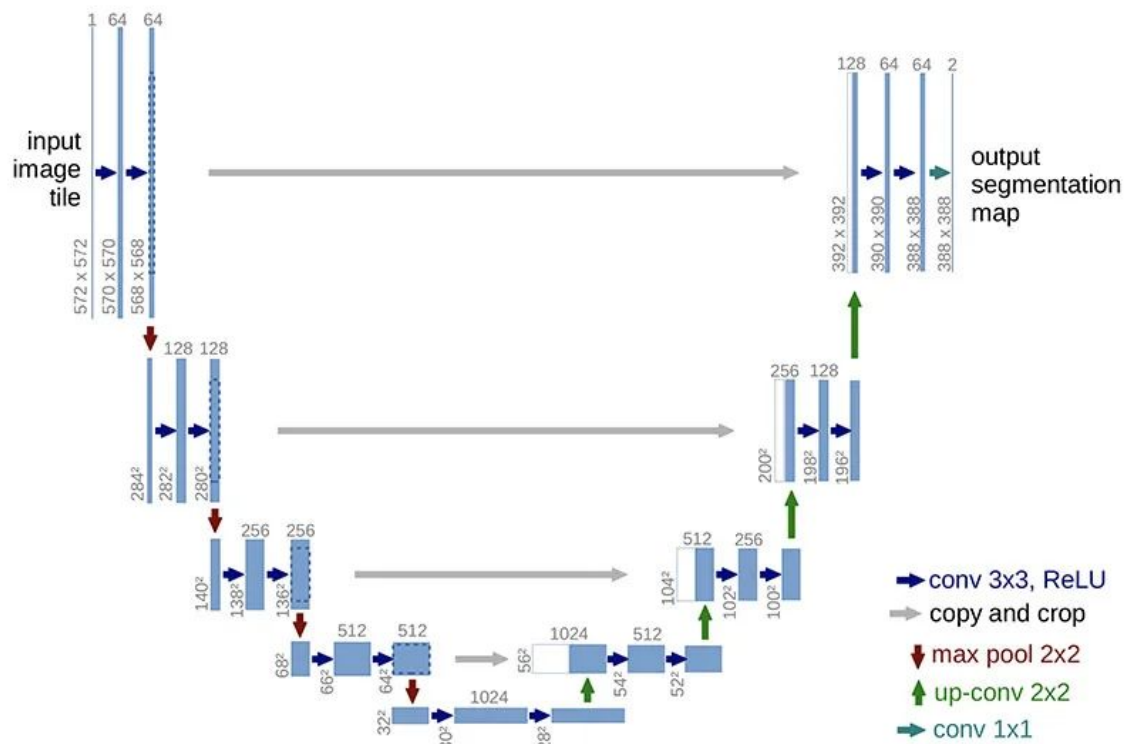 1 64 64
input
image
tile
572 x 572
570 x 570
568 x 568
128 64 64 2
output
segmentation
map
392 x 392
390 x 390
388 x 388
388 x 388
128 128
284²
282²
280²
256 128
200²
198²
196²
256 256
140²
138²
136²
512 256
104²
102²
100²
512 512
68²
66²
64²
1024 512
56²
54²
52²
1024
32²
30²
28²
conv 3x3, ReLU
copy and crop
max pool 2x2
up-conv 2x2
conv 1x1